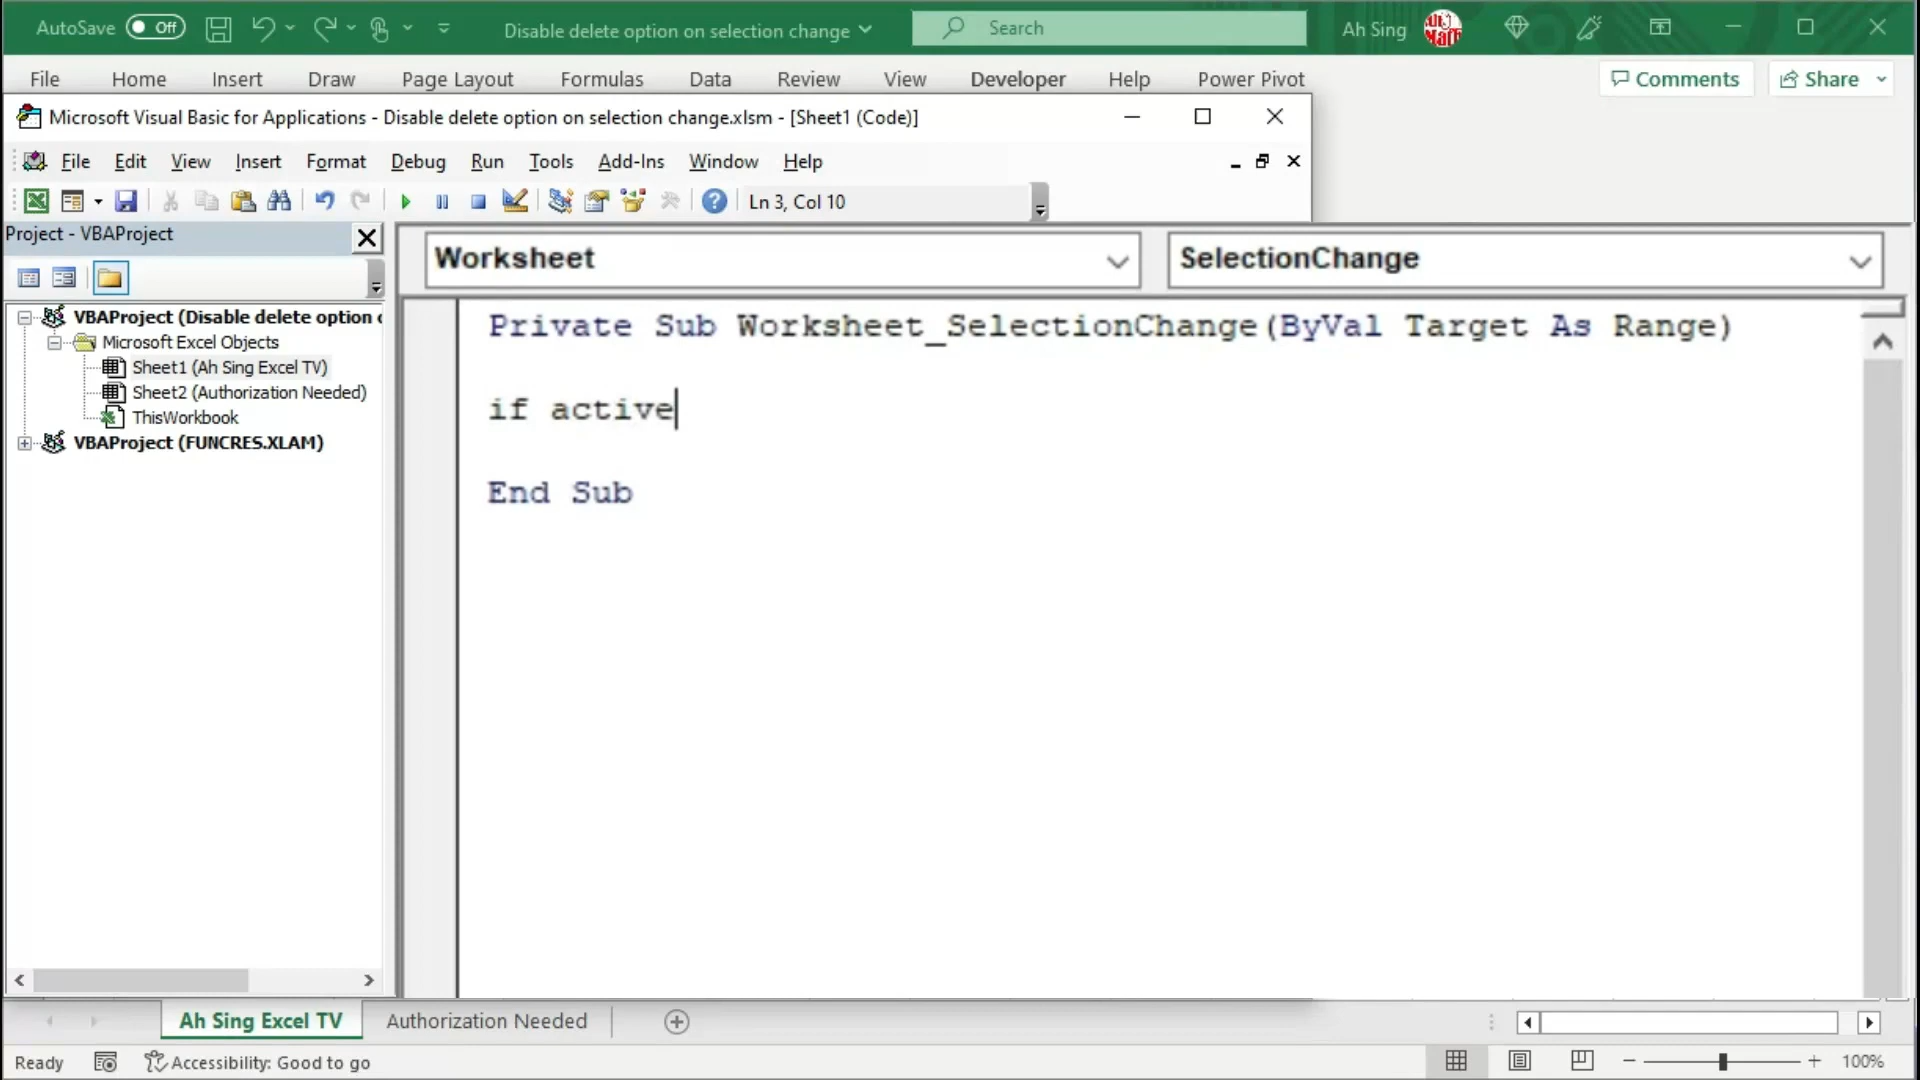 AutoSave Off Disable delete option on selection change Search Ah Sing
File Home Insert Draw Page Layout Formulas Data Review View Developer Help Power Pivot Comments Share
Microsoft Visual Basic for Applications - Disable delete option on selection change.xlsm - [Sheet1 (Code)]
File Edit View Insert Format Debug Run Tools Add-Ins Window Help
Ln 3, Col 10
Project - VBAProject
Worksheet SelectionChange
VBAProject (Disable delete option
Microsoft Excel Objects
Sheet1 (Ah Sing Excel TV)
Sheet2 (Authorization Needed)
ThisWorkbook
VBAProject (FUNCRES.XLAM)
Private Sub Worksheet_SelectionChange(ByVal Target As Range)
if active
End Sub
Ah Sing Excel TV Authorization Needed
Ready Accessibility: Good to go 100%